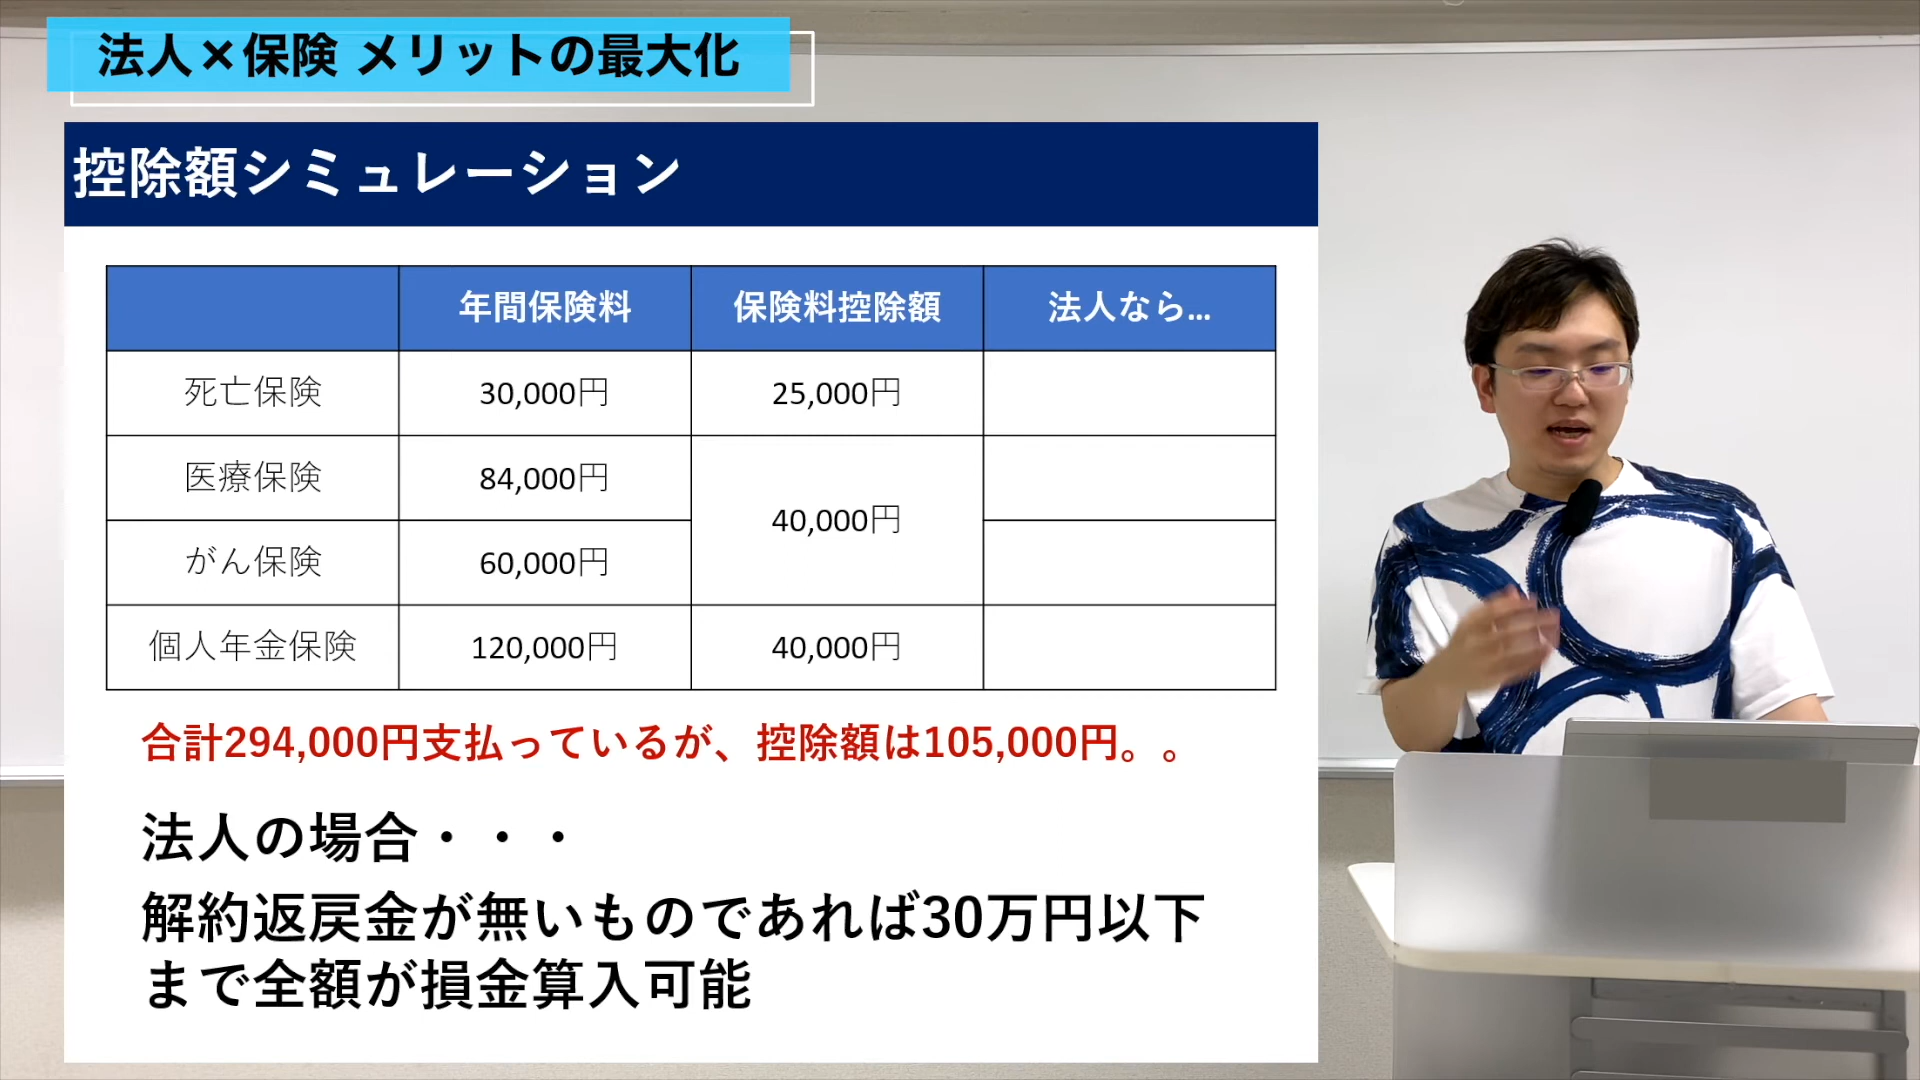 法人×保険 メリットの最大化
控除額シミュレーション
年間保険料 保険料控除額 法人なら...
死亡保険 30,000円 25,000円
医療保険 84,000円
40,000円
がん保険 60,000円
個人年金保険 120,000円 40,000円
合計294,000円支払っているが、控除額は105,000円。。
法人の場合・・・
解約返戻金が無いものであれば30万円以下
まで全額が損金算入可能